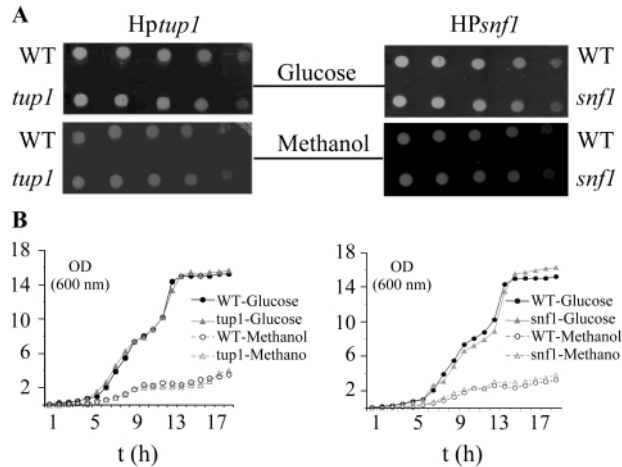 A
Hptup1
HPsnf1
WT
tup1
Glucose
WT
snf1
WT
tup1
Methanol
WT
snf1
B
18
14
10
6
2
OD
(600 nm)
WT-Glucose
tup1-Glucose
WT-Methanol
tup1-Methano
1 5 9 13 17
t (h)
18
14
10
6
2
OD
(600 nm)
WT-Glucose
snf1-Glucose
WT-Methanol
snf1-Methano
1 5 9 13 17
t (h)